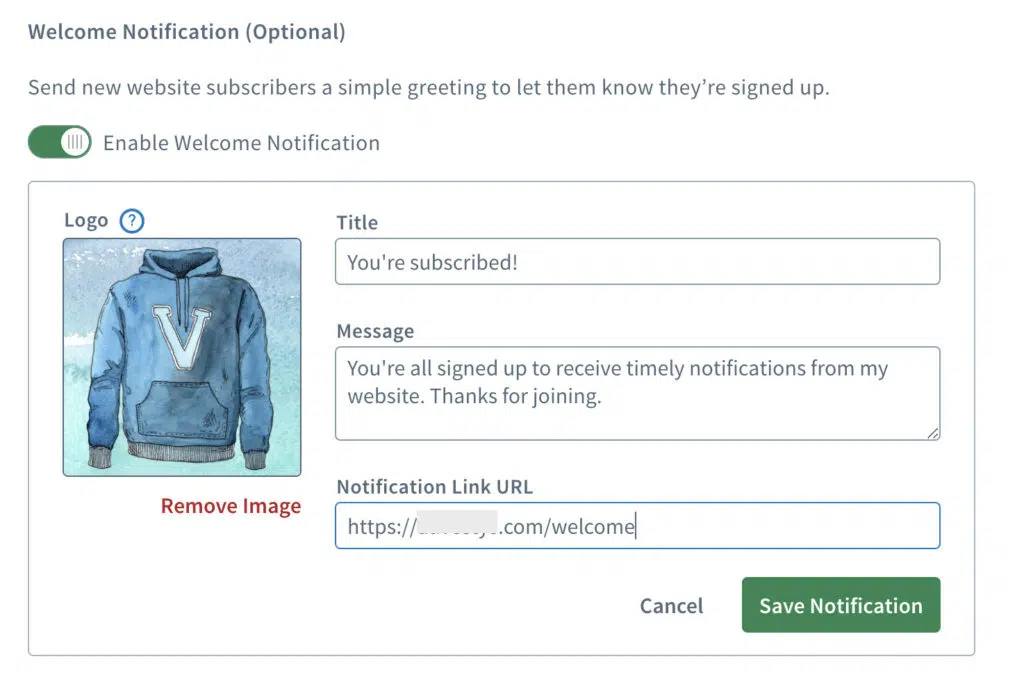 Welcome Notification (Optional)
Send new website subscribers a simple greeting to let them know they’re signed up.
Enable Welcome Notification
Logo ?
Title
You're subscribed!
V
Message
You're all signed up to receive timely notifications from my
website. Thanks for joining.
Notification Link URL
Remove Image
https:// .com/welcome
Cancel
Save Notification